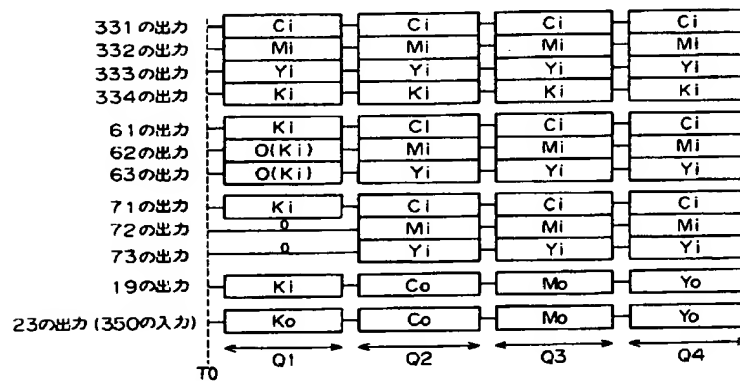 331の出力 Ci Ci Ci Ci
332の出力 Mi Mi Mi Mi
333の出力 Yi Yi Yi Yi
334の出力 Ki Ki Ki Ki
61の出力 Ki Ci Ci Ci
62の出力 O(Ki) Mi Mi Mi
63の出力 O(Ki) Yi Yi Yi
71の出力 Ki Ci Ci Ci
72の出力 0 Mi Mi Mi
73の出力 0 Yi Yi Yi
19の出力 Ki Co Mo Yo
23の出力(350の入力) Ko Co Mo Yo
T0 Q1 Q2 Q3 Q4